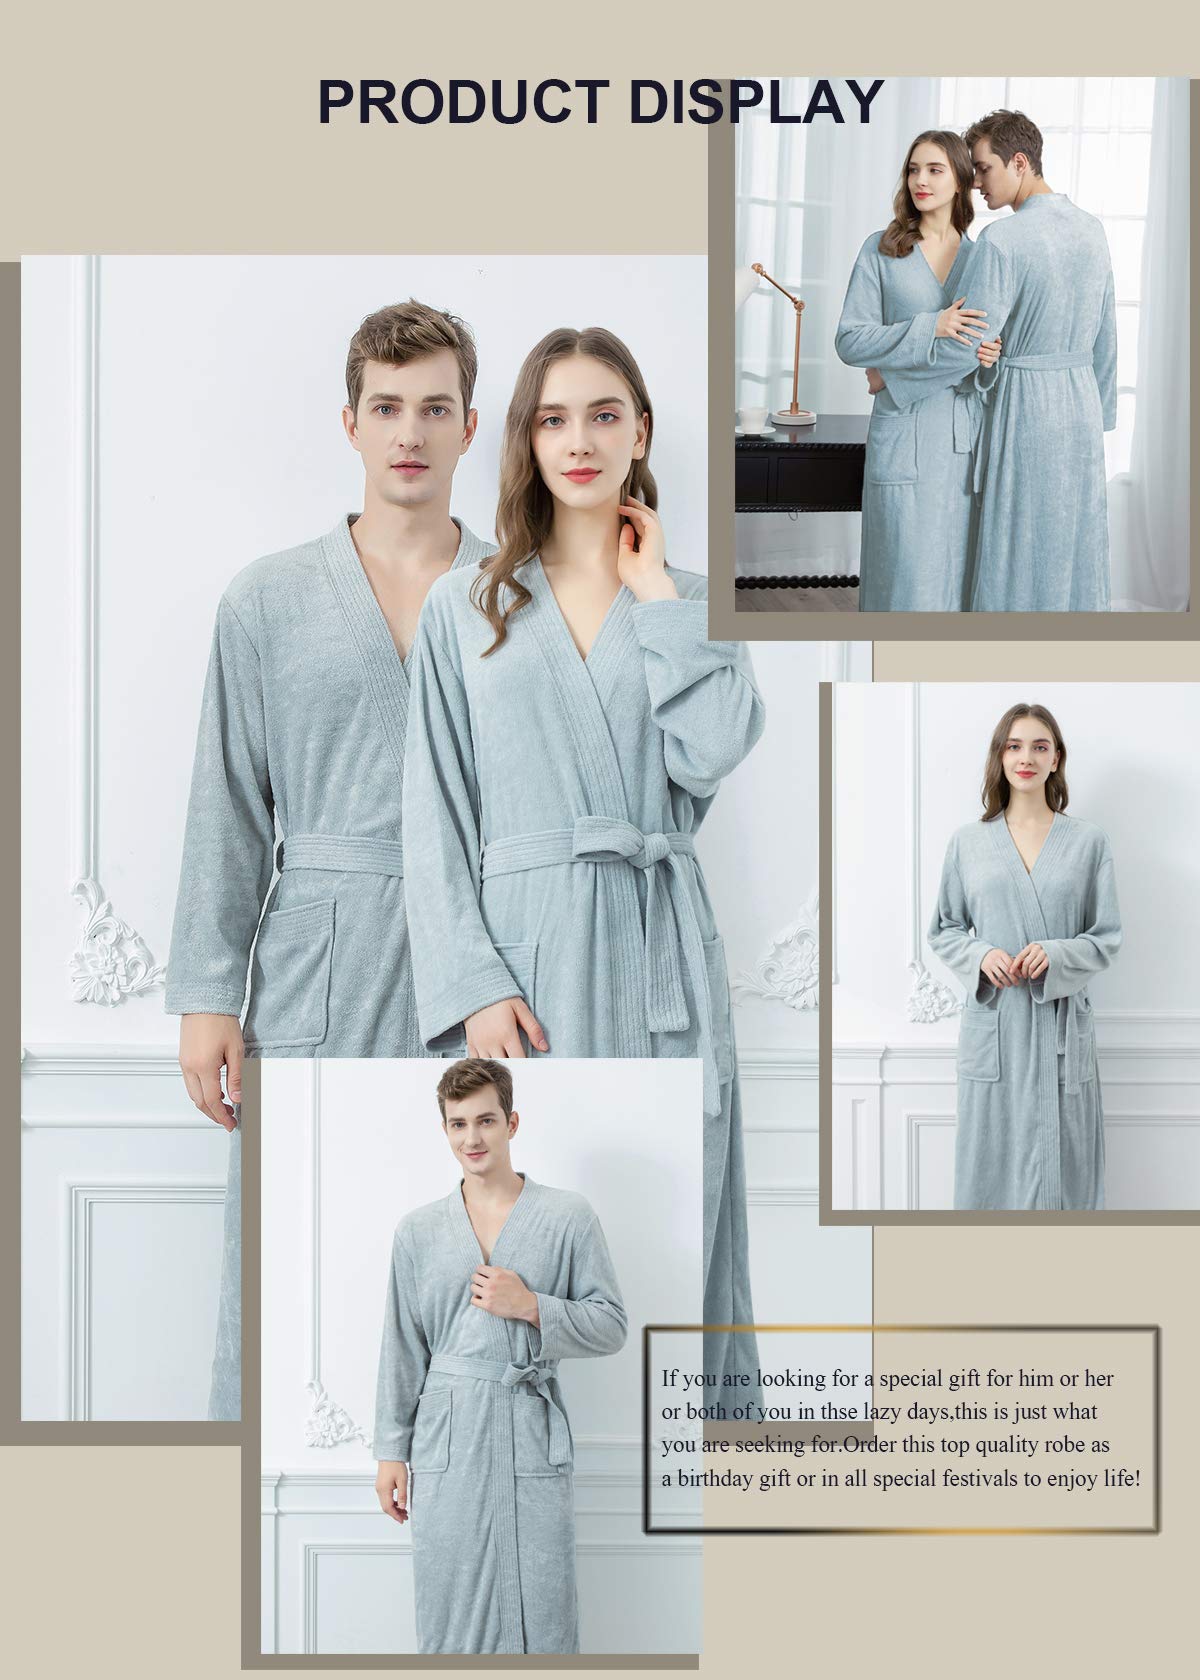 PRODUCT DISPLAY
If you are looking for a special gift for him or her
or both of you in thse lazy days,this is just what
you are seeking for.Order this top quality robe as
a birthday gift or in all special festivals to enjoy life!